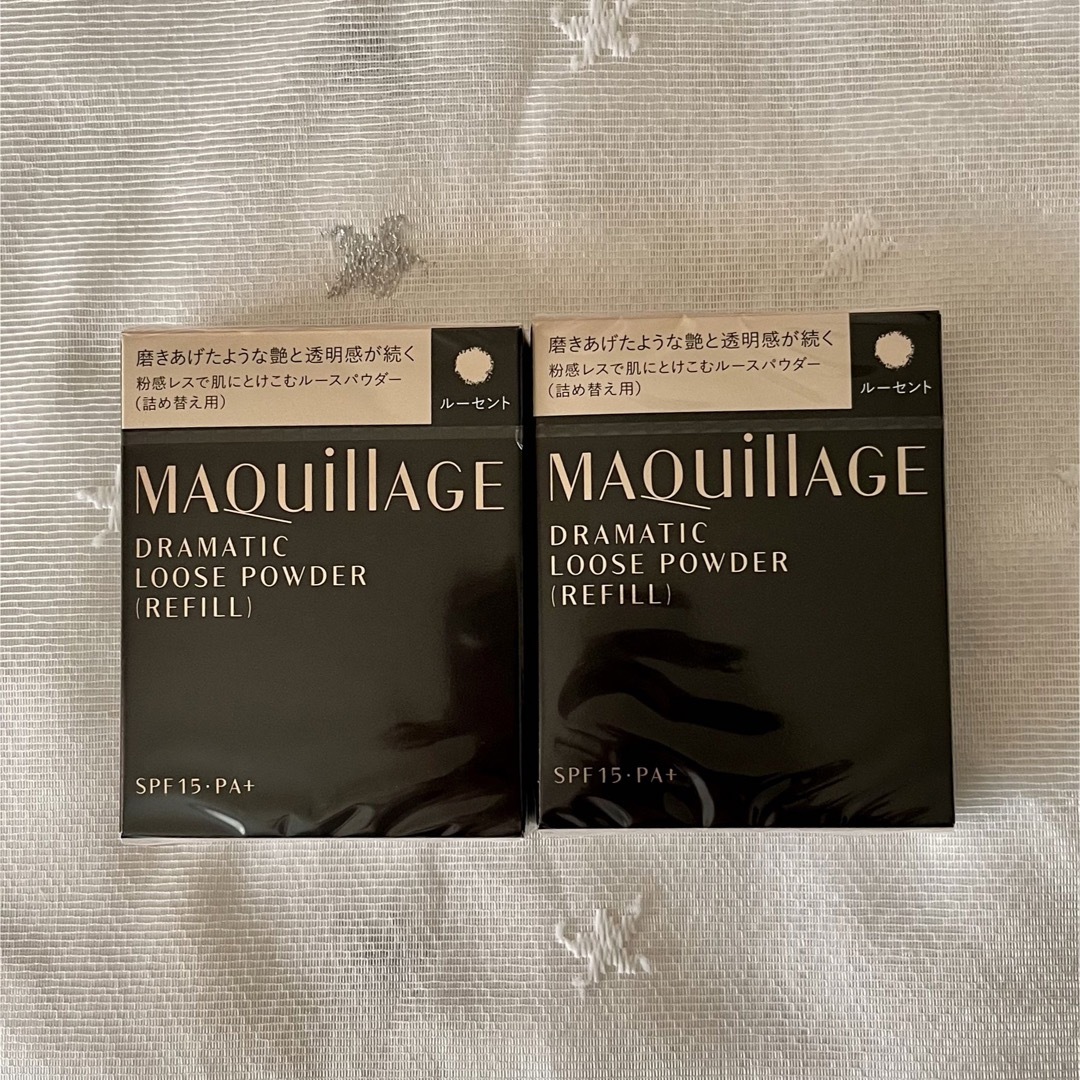 磨きあげたような艶と透明感が続く
粉感レスで肌にとけこむルースパウダー
(詰め替え用)
ルーセント
MAQuillAGE
DRAMATIC
LOOSE POWDER
(REFILL)
SPF15・PA+
磨きあげたような艶と透明感が続く
粉感レスで肌にとけこむルースパウダー
(詰め替え用)
ルーセント
MAQuillAGE
DRAMATIC
LOOSE POWDER
(REFILL)
SPF15・PA+